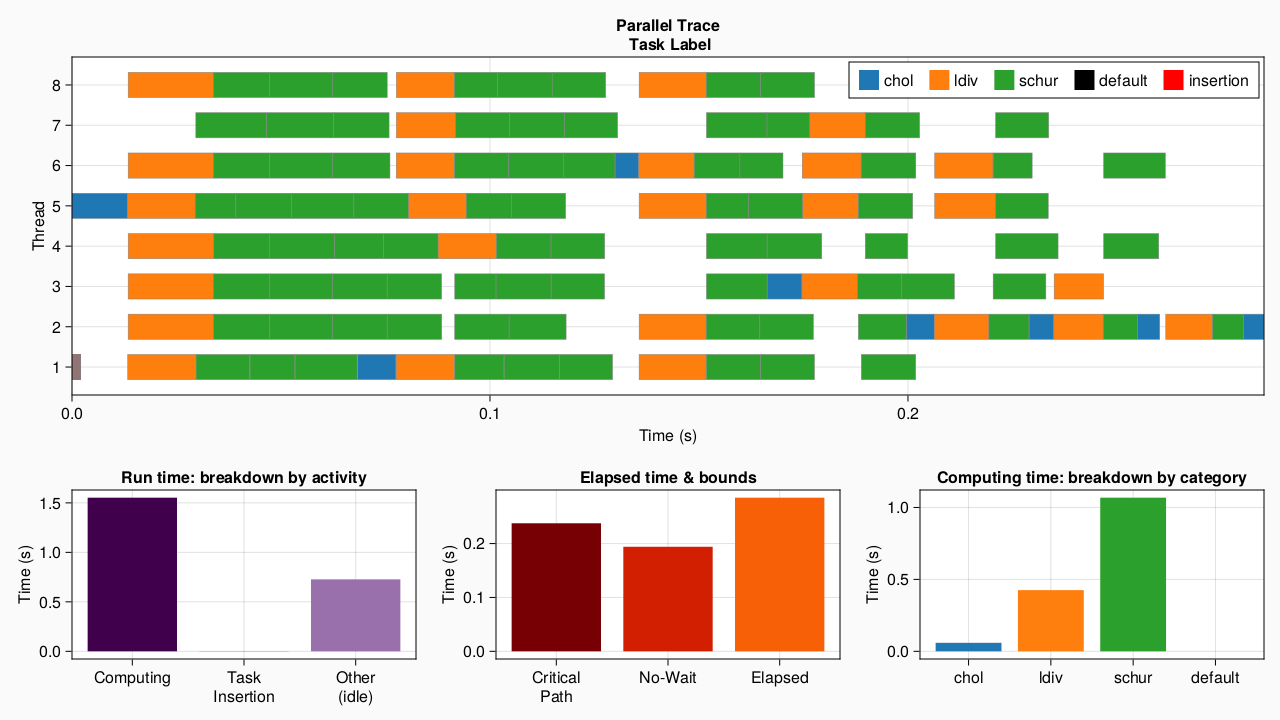 Parallel Trace
Task Label
chol ldiv schur default insertion
8
7
6
5
4
3
2
1
Thread
0.0 0.1 0.2
Time (s)
Run time: breakdown by activity
1.5
1.0
0.5
0.0
Time (s)
Computing Task Insertion Other (idle)
Elapsed time & bounds
0.2
0.1
0.0
Time (s)
Critical Path No-Wait Elapsed
Computing time: breakdown by category
1.0
0.5
0.0
Time (s)
chol ldiv schur default